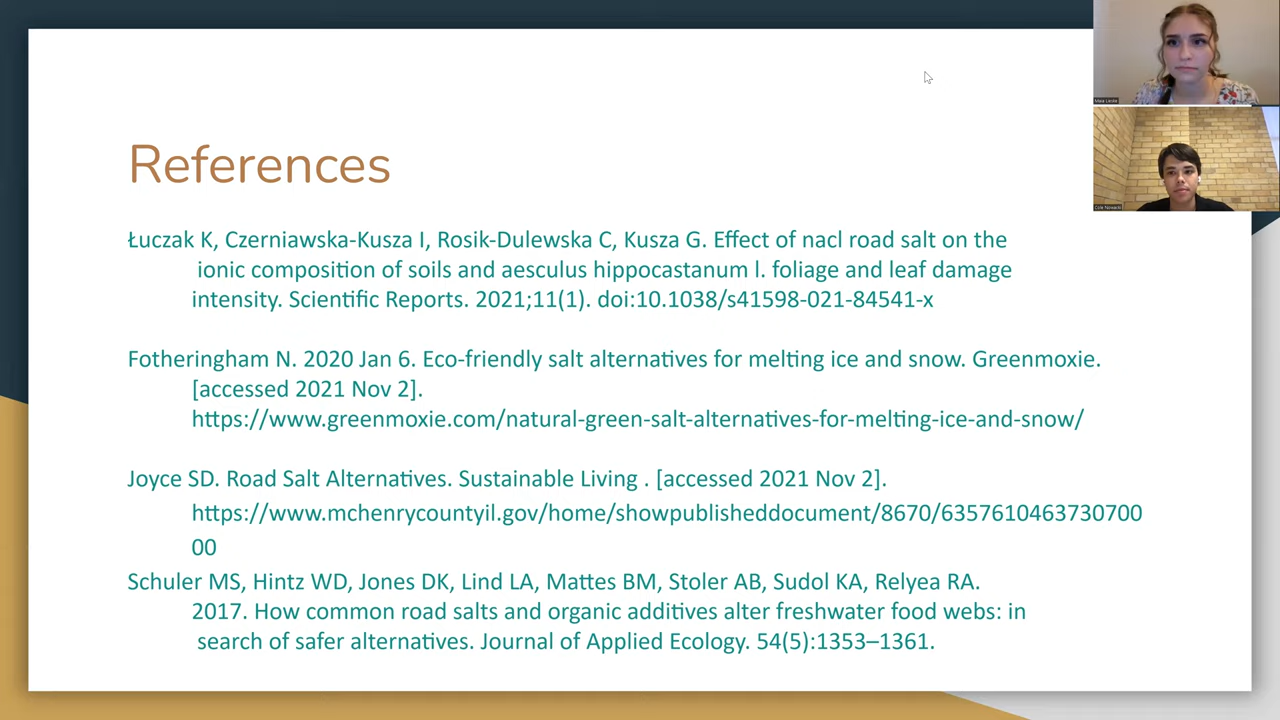 References
Łuczak K, Czerniawska-Kusza I, Rosik-Dulewska C, Kusza G. Effect of nacl road salt on the
ionic composition of soils and aesculus hippocastanum l. foliage and leaf damage
intensity. Scientific Reports. 2021;11(1). doi:10.1038/s41598-021-84541-x
Fotheringham N. 2020 Jan 6. Eco-friendly salt alternatives for melting ice and snow. Greenmoxie.
[accessed 2021 Nov 2].
https://www.greenmoxie.com/natural-green-salt-alternatives-for-melting-ice-and-snow/
Joyce SD. Road Salt Alternatives. Sustainable Living . [accessed 2021 Nov 2].
https://www.mchenrycountyil.gov/home/showpublisheddocument/8670/6357610463730700
00
Schuler MS, Hintz WD, Jones DK, Lind LA, Mattes BM, Stoler AB, Sudol KA, Relyea RA.
2017. How common road salts and organic additives alter freshwater food webs: in
search of safer alternatives. Journal of Applied Ecology. 54(5):1353–1361.